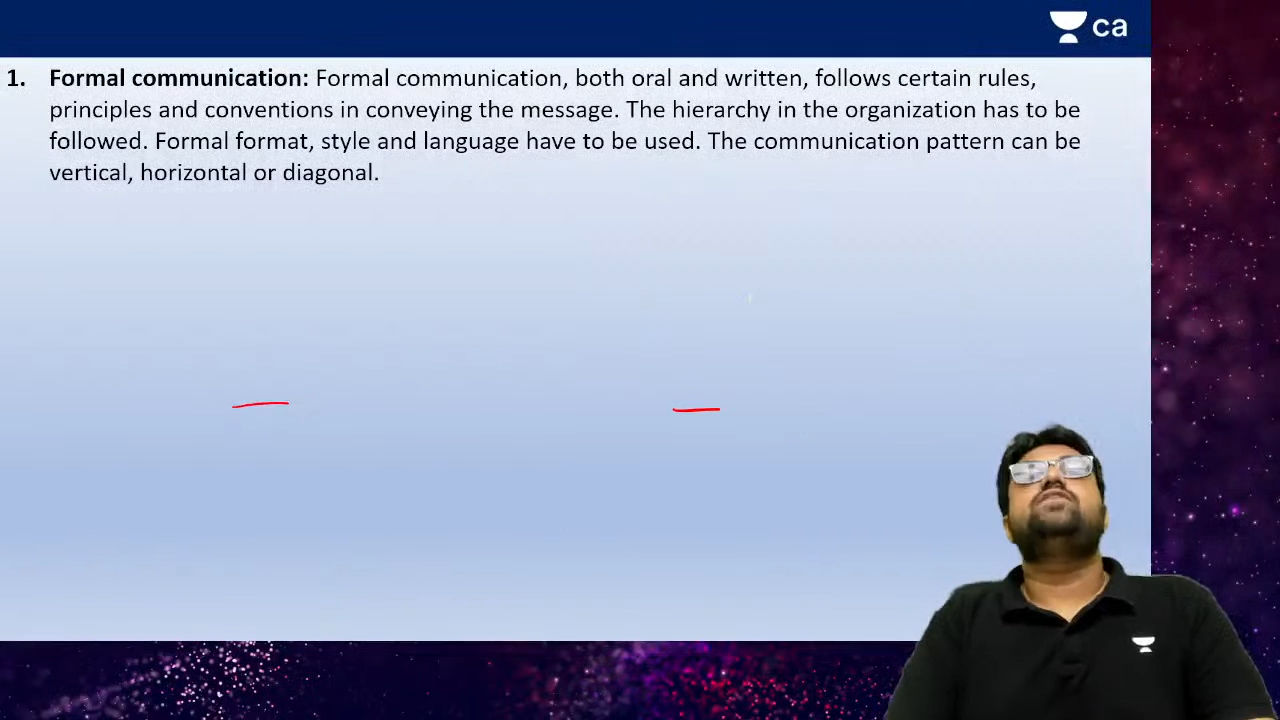 ca
1. Formal communication: Formal communication, both oral and written, follows certain rules,
principles and conventions in conveying the message. The hierarchy in the organization has to be
followed. Formal format, style and language have to be used. The communication pattern can be
vertical, horizontal or diagonal.